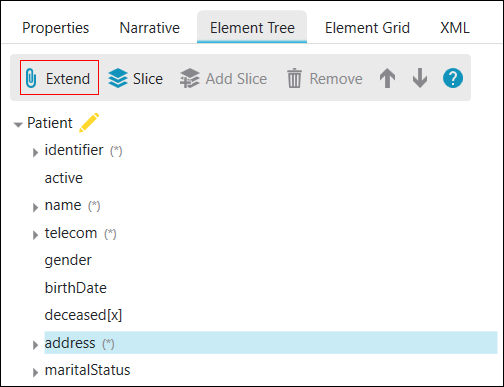 Properties Narrative Element Tree Element Grid XML
Extend Slice Add Slice Remove ?
Patient
identifier (*)
active
name (*)
telecom (*)
gender
birthDate
deceased[x]
address (*)
maritalStatus